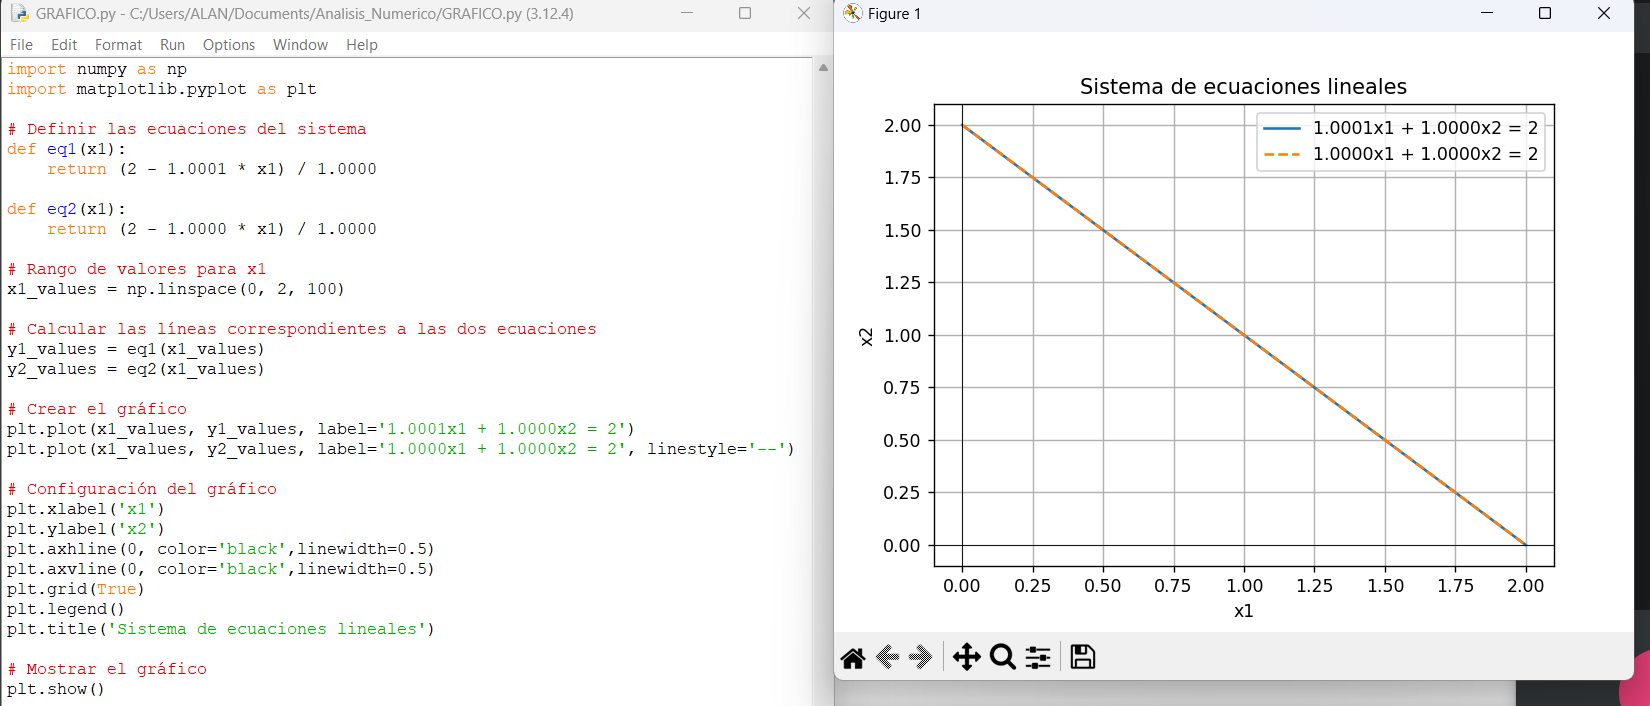 GRAFICO.py - C:/Users/ALAN/Documents/Analisis_Numerico/GRAFICO.py (3.12.4)
File Edit Format Run Options Window Help
import numpy as np
import matplotlib.pyplot as plt
# Definir las ecuaciones del sistema
def eq1(x1):
    return (2 - 1.0001 * x1) / 1.0000
def eq2(x1):
    return (2 - 1.0000 * x1) / 1.0000
# Rango de valores para x1
x1_values = np.linspace(0, 2, 100)
# Calcular las líneas correspondientes a las dos ecuaciones
y1_values = eq1(x1_values)
y2_values = eq2(x1_values)
# Crear el gráfico
plt.plot(x1_values, y1_values, label='1.0001x1 + 1.0000x2 = 2')
plt.plot(x1_values, y2_values, label='1.0000x1 + 1.0000x2 = 2', linestyle='--')
# Configuración del gráfico
plt.xlabel('x1')
plt.ylabel('x2')
plt.axhline(0, color='black',linewidth=0.5)
plt.axvline(0, color='black',linewidth=0.5)
plt.grid(True)
plt.legend()
plt.title('Sistema de ecuaciones lineales')
# Mostrar el gráfico
plt.show()
Figure 1
Sistema de ecuaciones lineales
1.0001x1 + 1.0000x2 = 2
1.0000x1 + 1.0000x2 = 2
2.00
1.75
1.50
1.25
1.00
0.75
0.50
0.25
0.00
x2
0.00 0.25 0.50 0.75 1.00 1.25 1.50 1.75 2.00
x1